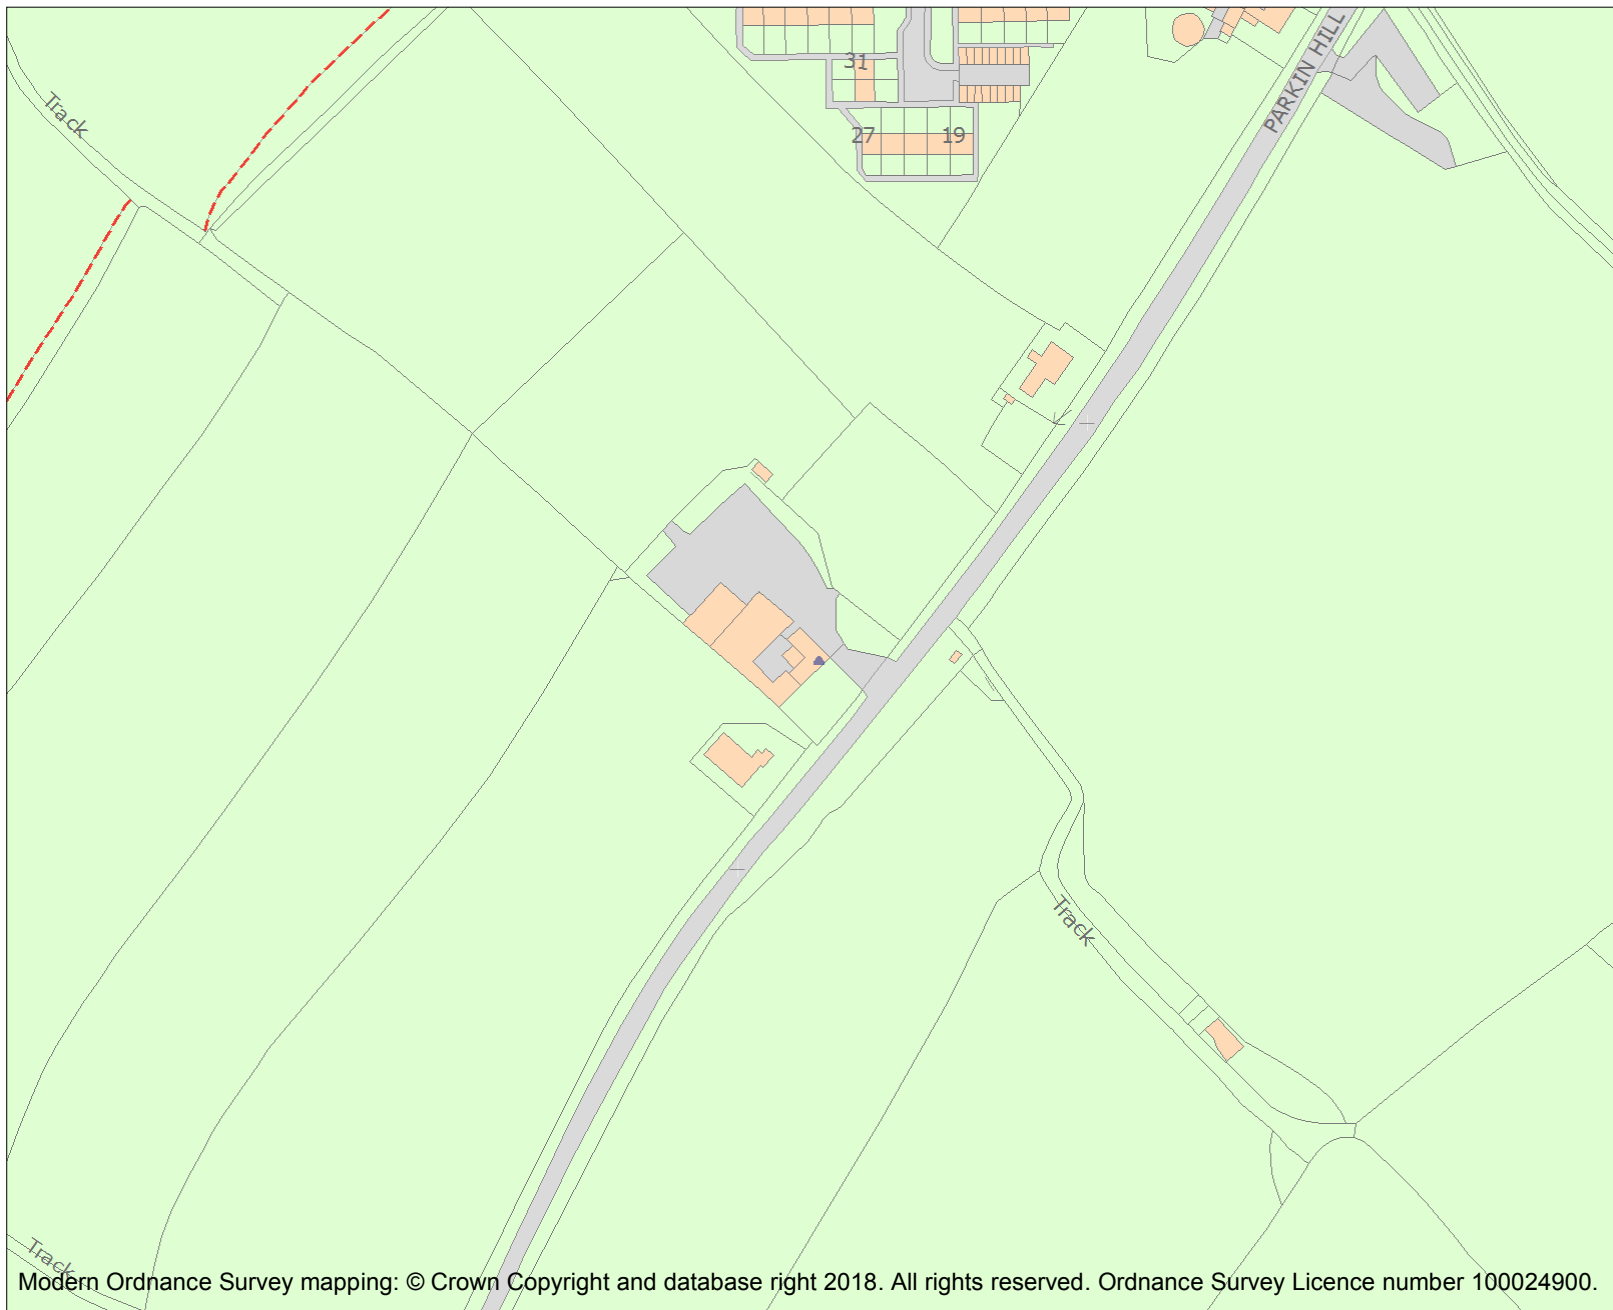 31
27
19
PARKIN HILL
Track
Track
Track
Modern Ordnance Survey mapping: © Crown Copyright and database right 2018. All rights reserved. Ordnance Survey Licence number 100024900.